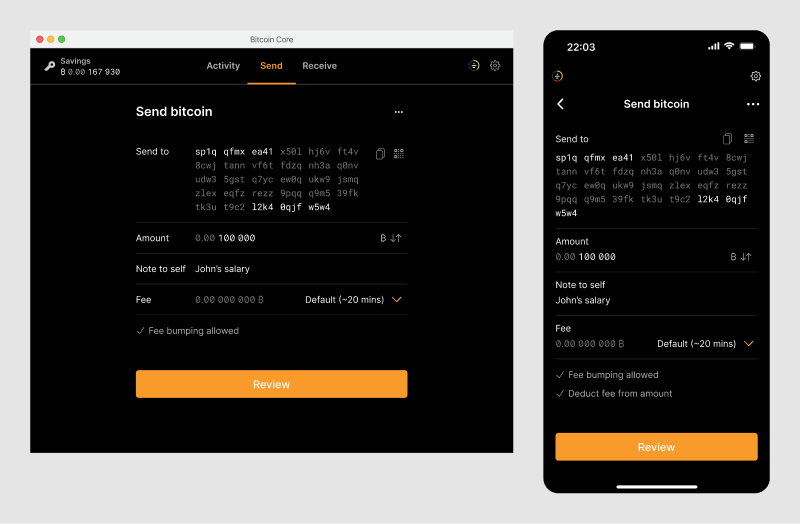 Bitcoin Core
Savings
₿ 0.00 167 930
Activity Send Receive
Send bitcoin
Send to
sp1q qfmx ea41 x50l hj6v ft4v
8cwj tann vf6t fdzq nh3a q0nv
udw3 5gst q7yc ew0q ukw9 jsmq
zlex eqfz rezz 9pqq q9m5 39fk
tk3u t9c2 l2k4 0qjf w5w4
Amount 0.00 100 000 ₿
Note to self John's salary
Fee 0.00 000 000 ₿ Default (~20 mins)
Fee bumping allowed
Review
22:03
Send bitcoin
Send to
sp1q qfmx ea41 x50l hj6v ft4v 8cwj
tann vf6t fdzq nh3a q0nv udw3 5gst
q7yc ew0q ukw9 jsmq zlex eqfz rezz
9pqq q9m5 39fk tk3u t9c2 l2k4 0qjf
w5w4
Amount
0.00 100 000 ₿
Note to self
John's salary
Fee
0.00 000 000 ₿ Default (~20 mins)
Fee bumping allowed
Deduct fee from amount
Review